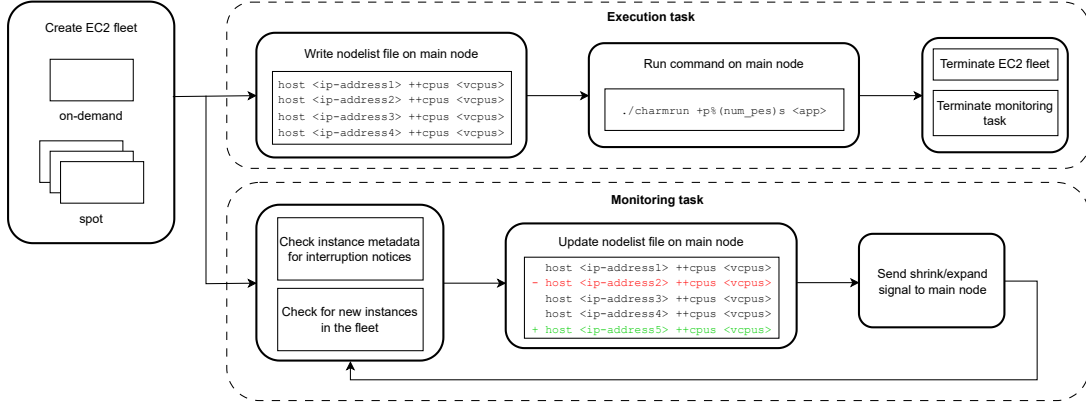 Create EC2 fleet
on-demand
spot
Execution task
Write nodelist file on main node
host <ip-address1> ++cpus <vcpus>
host <ip-address2> ++cpus <vcpus>
host <ip-address3> ++cpus <vcpus>
host <ip-address4> ++cpus <vcpus>
Run command on main node
./charmrun +p%(num_pes)s <app>
Terminate EC2 fleet
Terminate monitoring
task
Monitoring task
Check instance metadata
for interruption notices
Check for new instances
in the fleet
Update nodelist file on main node
host <ip-address1> ++cpus <vcpus>
- host <ip-address2> ++cpus <vcpus>
host <ip-address3> ++cpus <vcpus>
host <ip-address4> ++cpus <vcpus>
+ host <ip-address5> ++cpus <vcpus>
Send shrink/expand
signal to main node